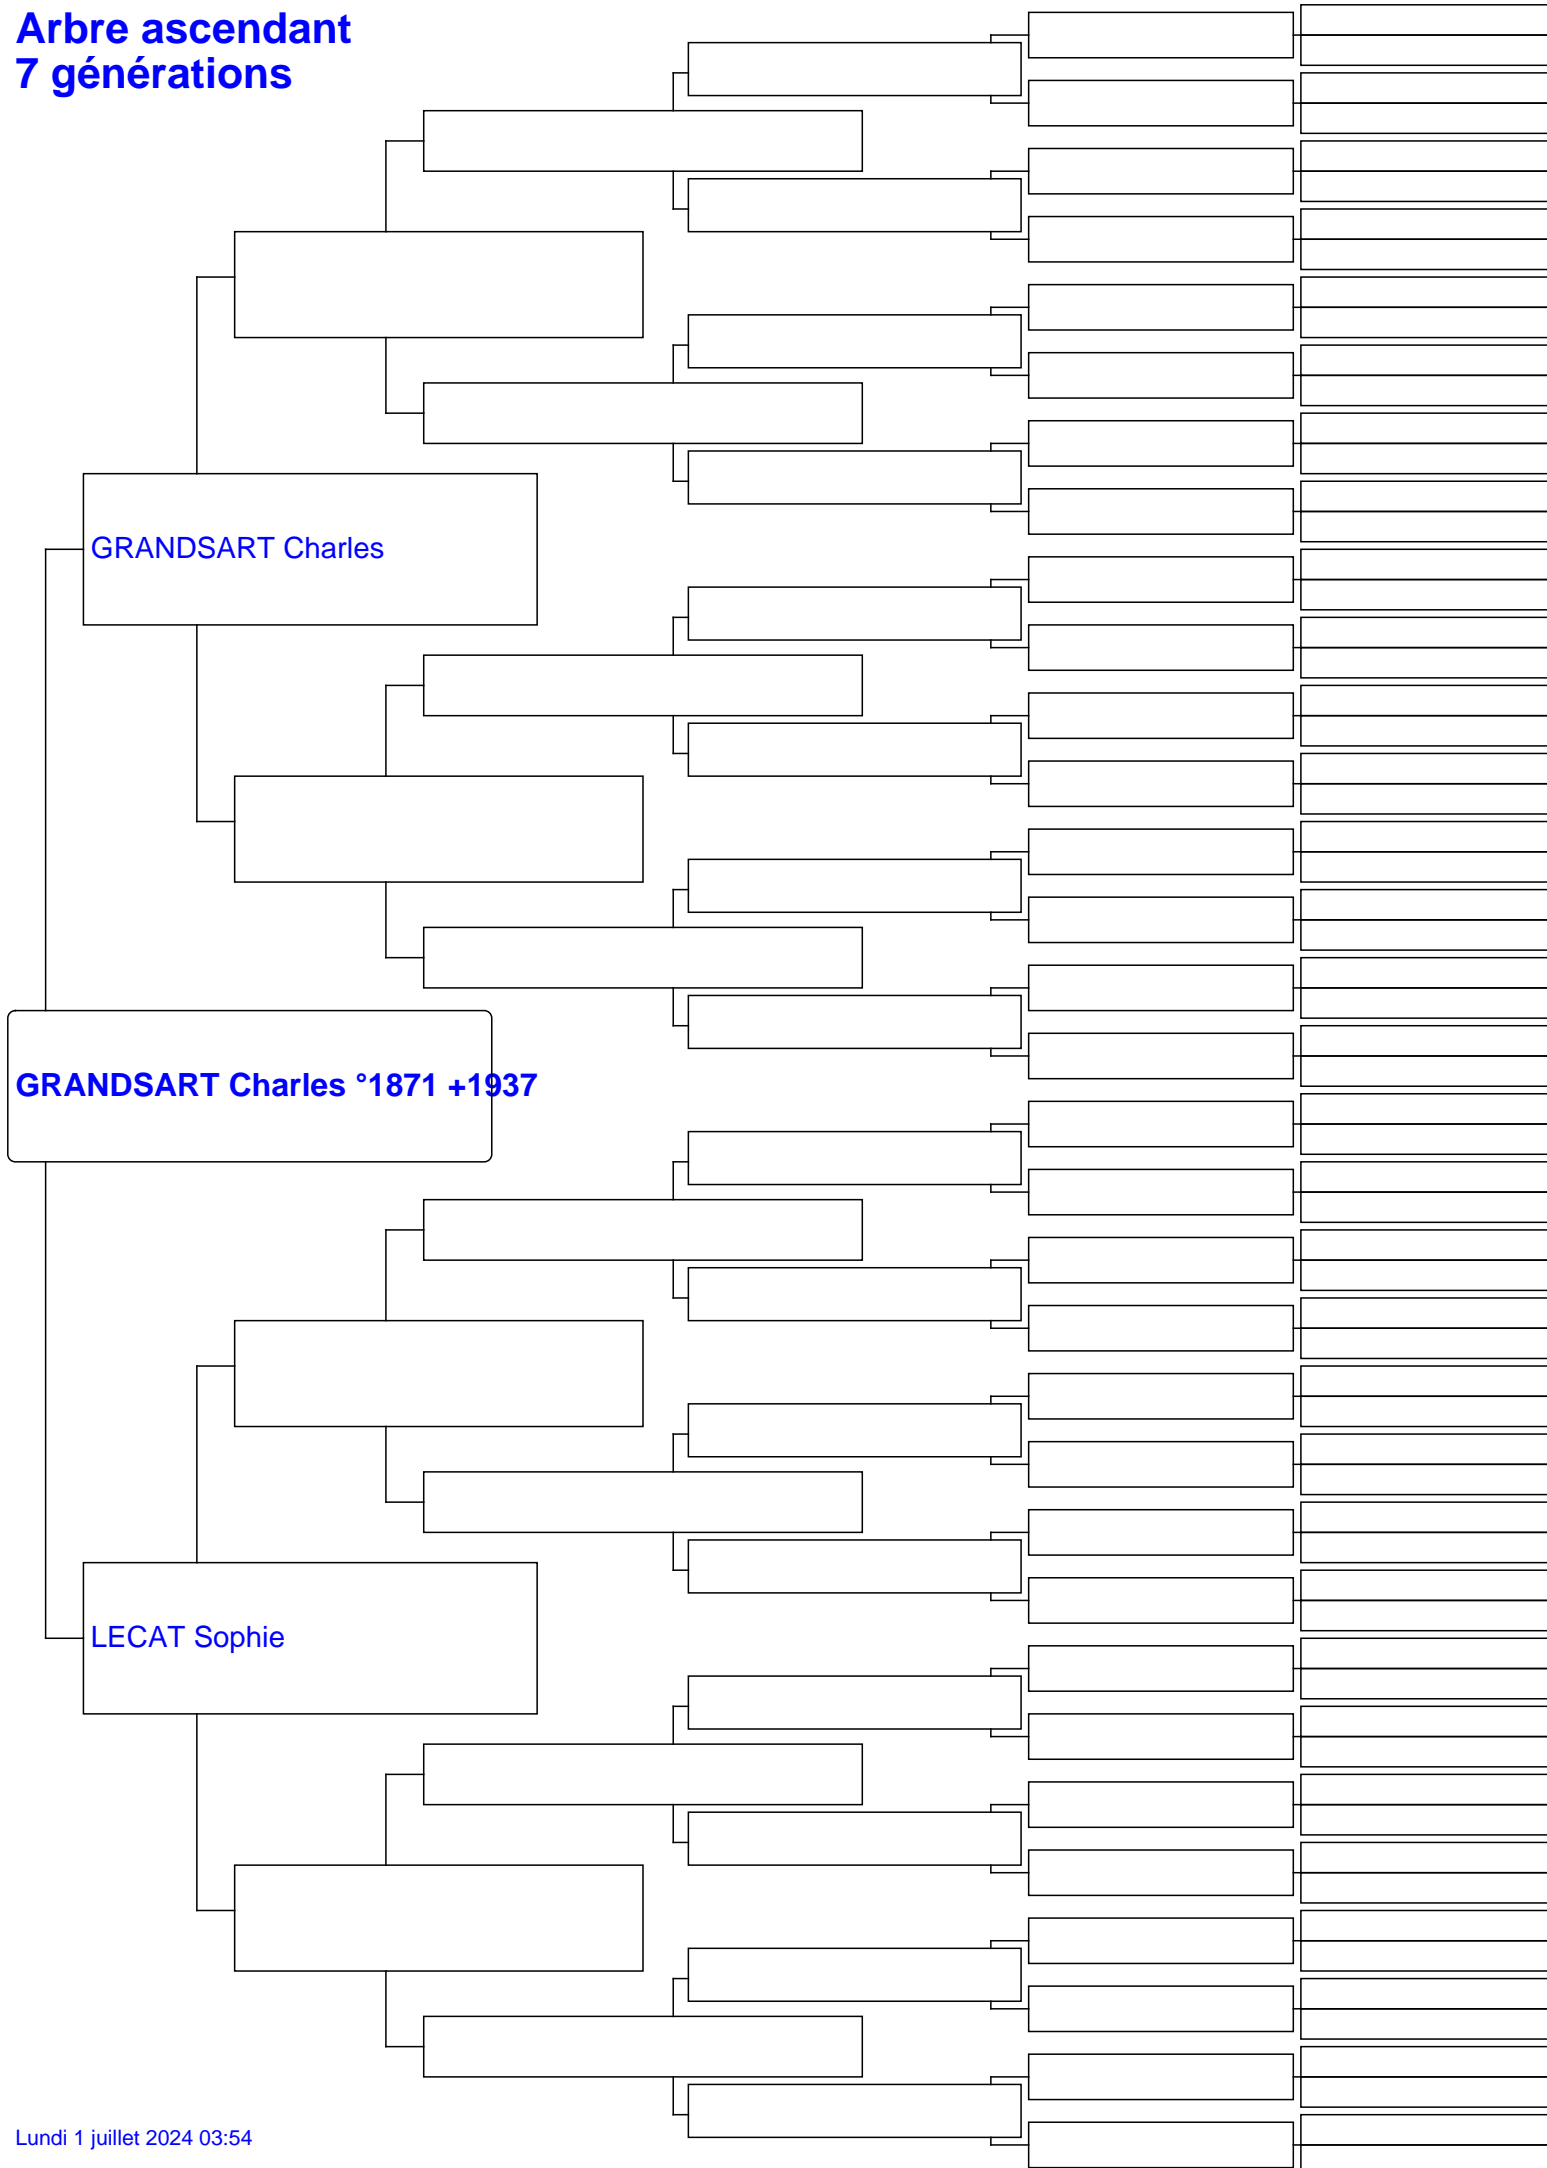 Arbre ascendant
7 générations
GRANDSART Charles
GRANDSART Charles °1871 +1937
LECAT Sophie
Lundi 1 juillet 2024 03:54